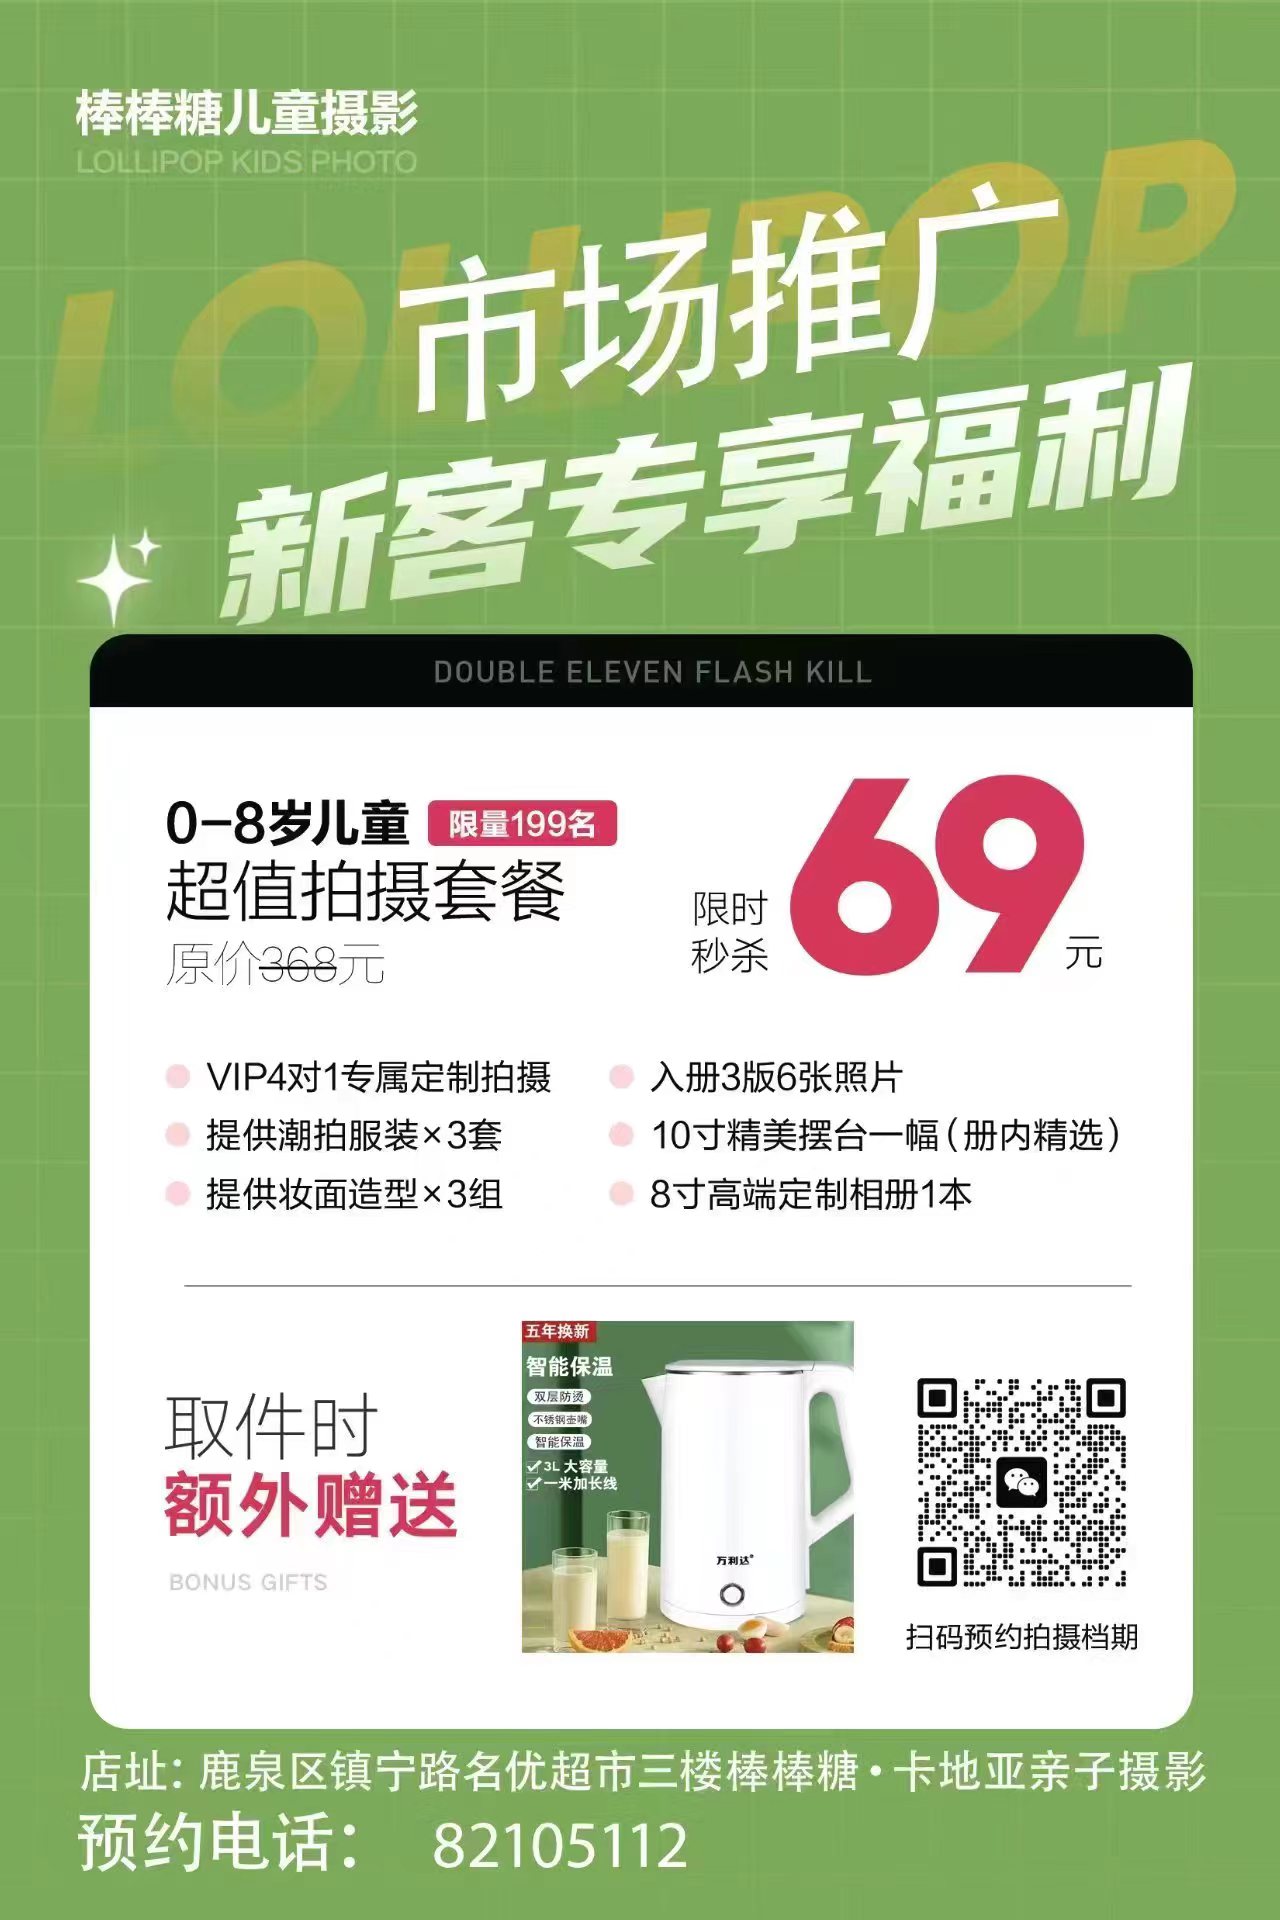 棒棒糖儿童摄影
LOLLIPOP KIDS PHOTO
LOLLIPOP
市场推广
新客专享福利
DOUBLE ELEVEN FLASH KILL
0-8岁儿童 限量199名
超值拍摄套餐
原价368元
限时
秒杀
69元
VIP4对1专属定制拍摄
提供潮拍服装×3套
提供妆面造型×3组
入册3版6张照片
10寸精美摆台一幅(册内精选)
8寸高端定制相册1本
取件时
额外赠送
BONUS GIFTS
五年换新
智能保温
双层防烫
不锈钢壶嘴
智能保温
3L 大容量
一米加长线
万利达®
扫码预约拍摄档期
店址:鹿泉区镇宁路名优超市三楼棒棒糖·卡地亚亲子摄影
预约电话: 82105112